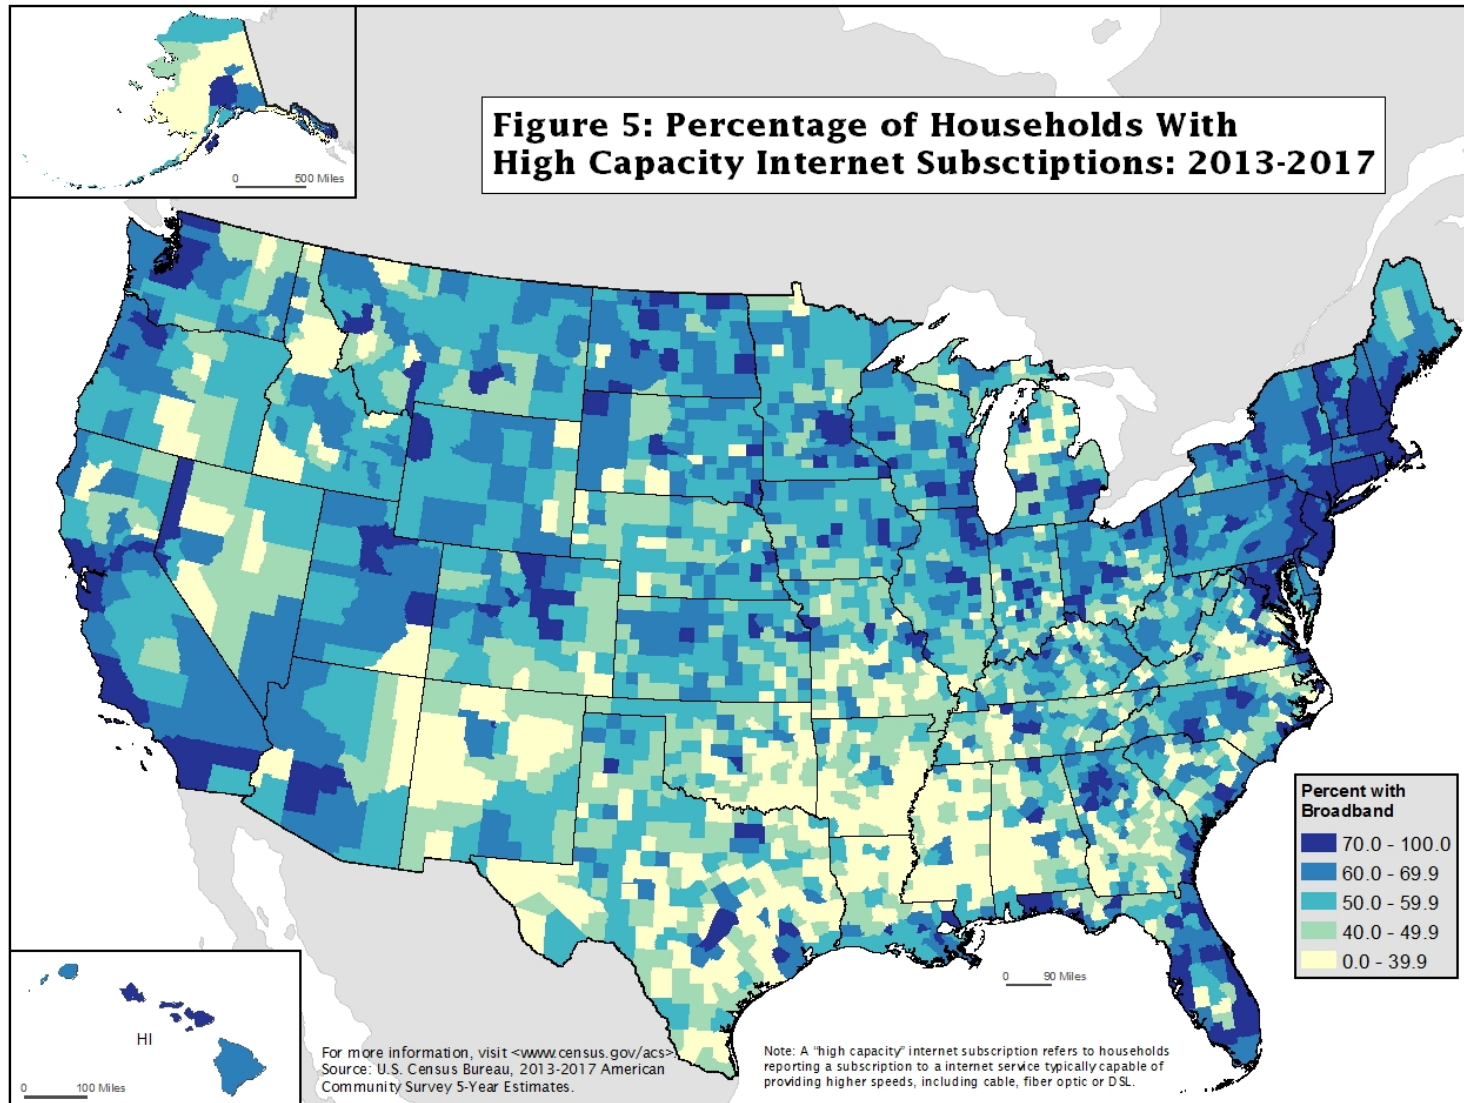 0 500 Miles
Figure 5: Percentage of Households With
High Capacity Internet Subsctiptions: 2013-2017
Percent with
Broadband
70.0 - 100.0
60.0 - 69.9
50.0 - 59.9
40.0 - 49.9
0.0 - 39.9
0 90 Miles
HI
0 100 Miles
For more information, visit <www.census.gov/acs>
Source: U.S. Census Bureau, 2013-2017 American
Community Survey 5-Year Estimates.
Note: A "high capacity" internet subscription refers to households
reporting a subscription to a internet service typically capable of
providing higher speeds, including cable, fiber optic or DSL.